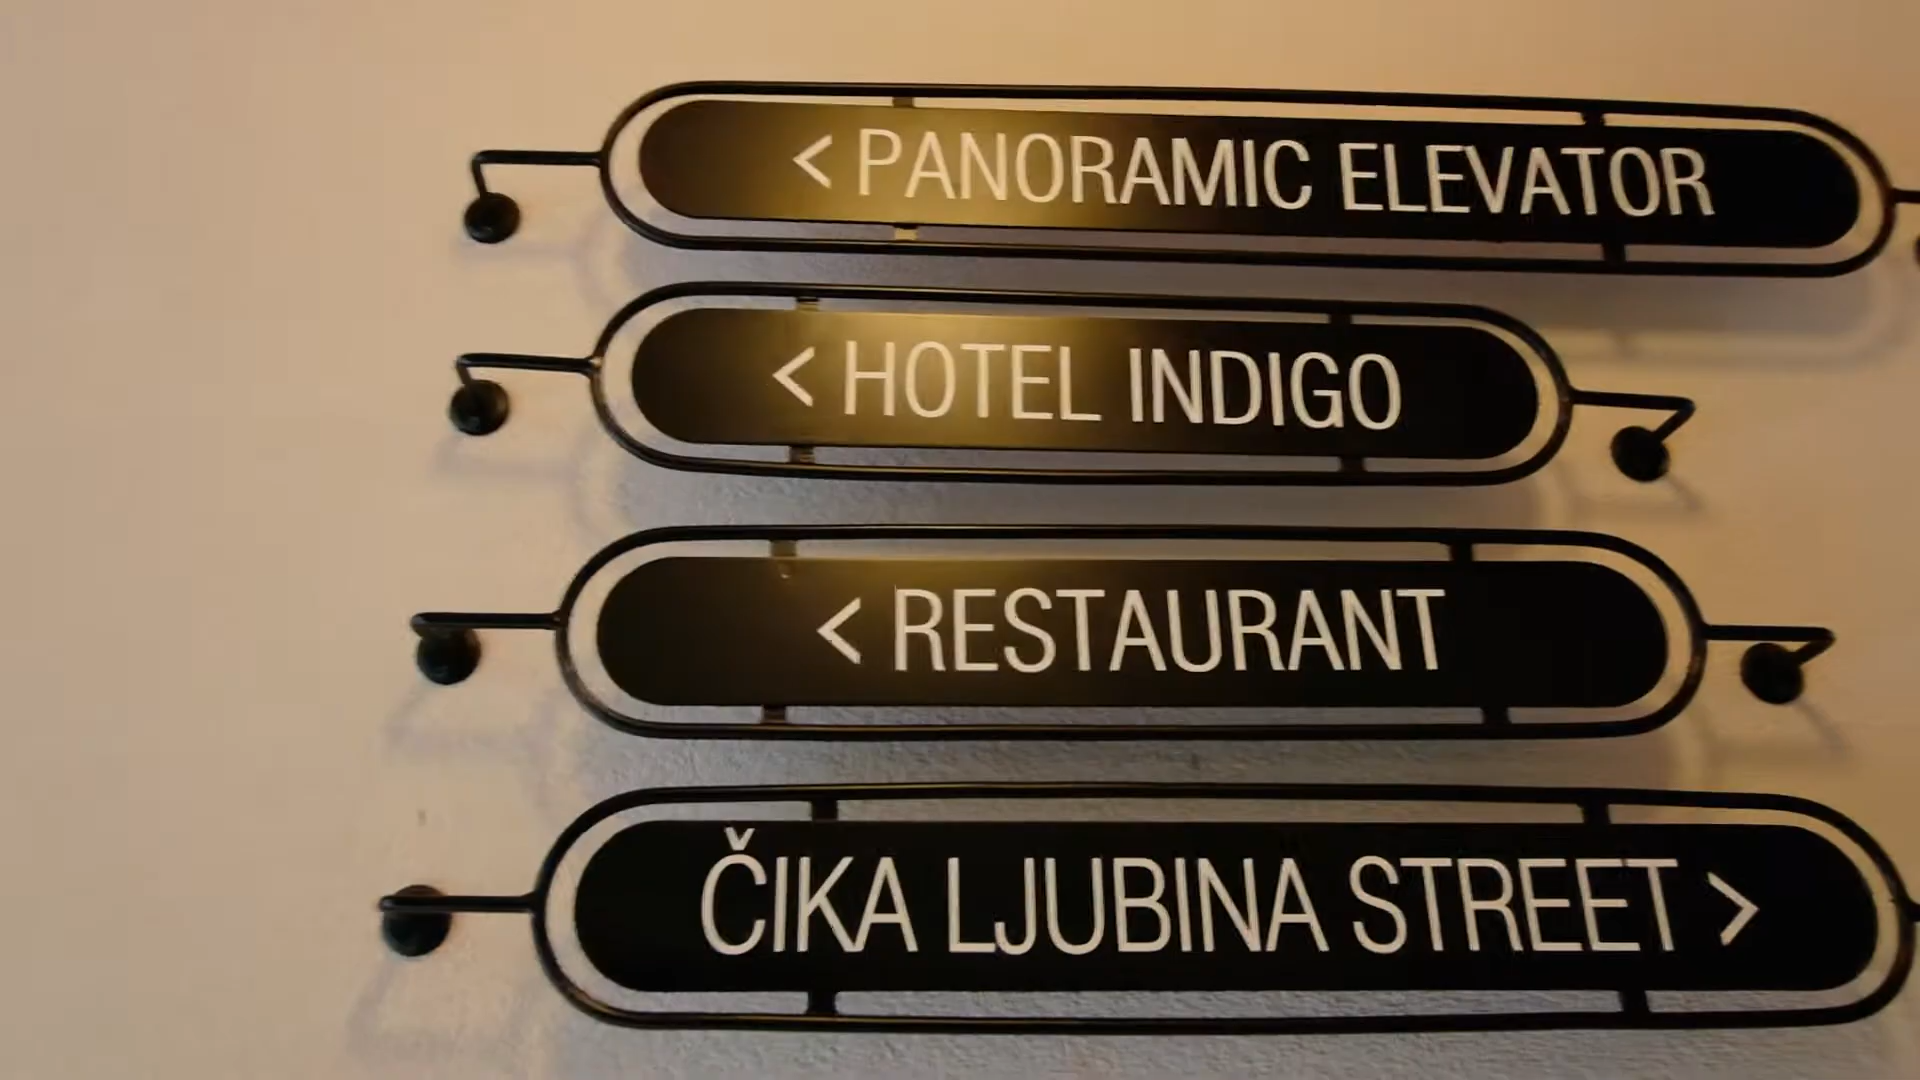 < PANORAMIC ELEVATOR
< HOTEL INDIGO
< RESTAURANT
ČIKA LJUBINA STREET >